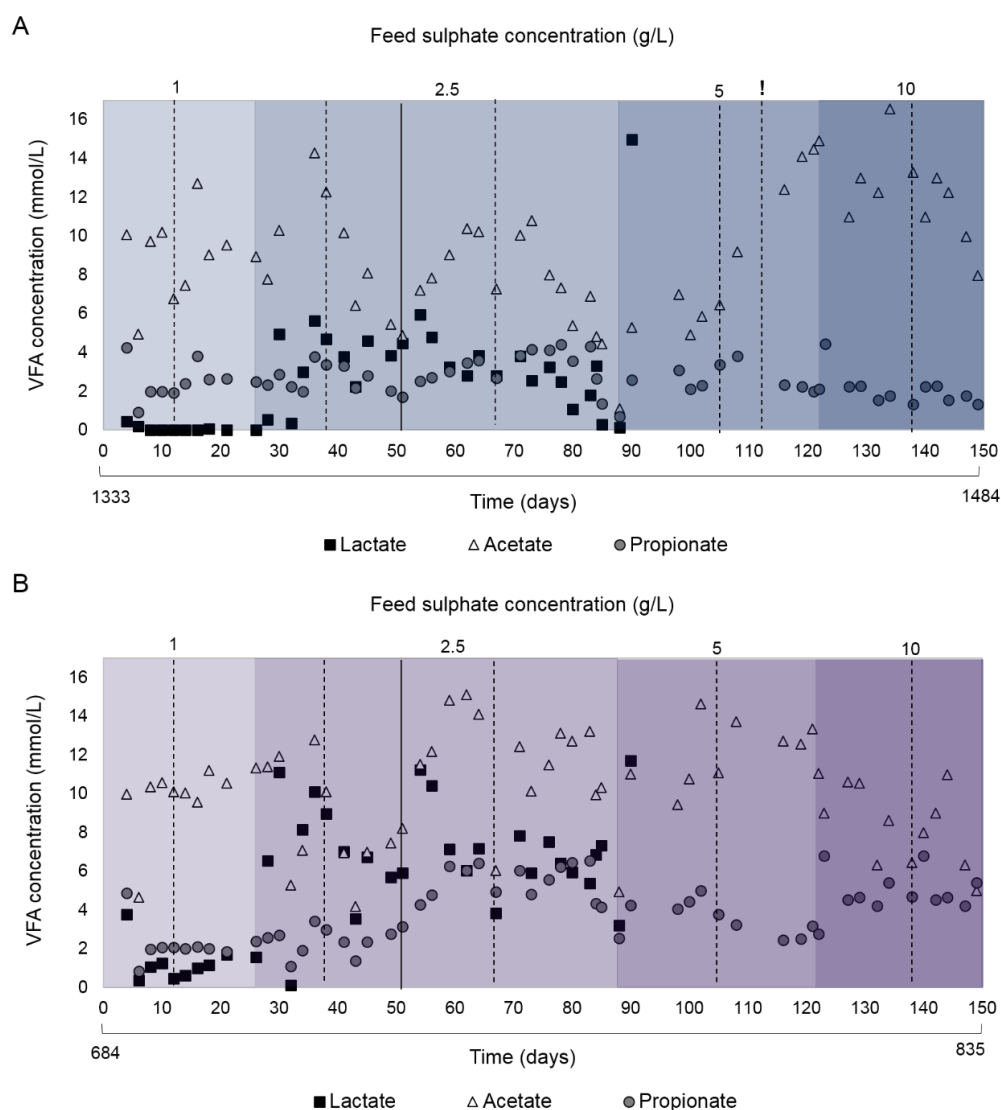 A
Feed sulphate concentration (g/L)
1 2.5 5 ! 10
VFA concentration (mmol/L)
16
14
12
10
8
6
4
2
0
0 10 20 30 40 50 60 70 80 90 100 110 120 130 140 150
1333 1484
Time (days)
Lactate Acetate Propionate
B
Feed sulphate concentration (g/L)
1 2.5 5 10
VFA concentration (mmol/L)
16
14
12
10
8
6
4
2
0
0 10 20 30 40 50 60 70 80 90 100 110 120 130 140 150
684 835
Time (days)
Lactate Acetate Propionate